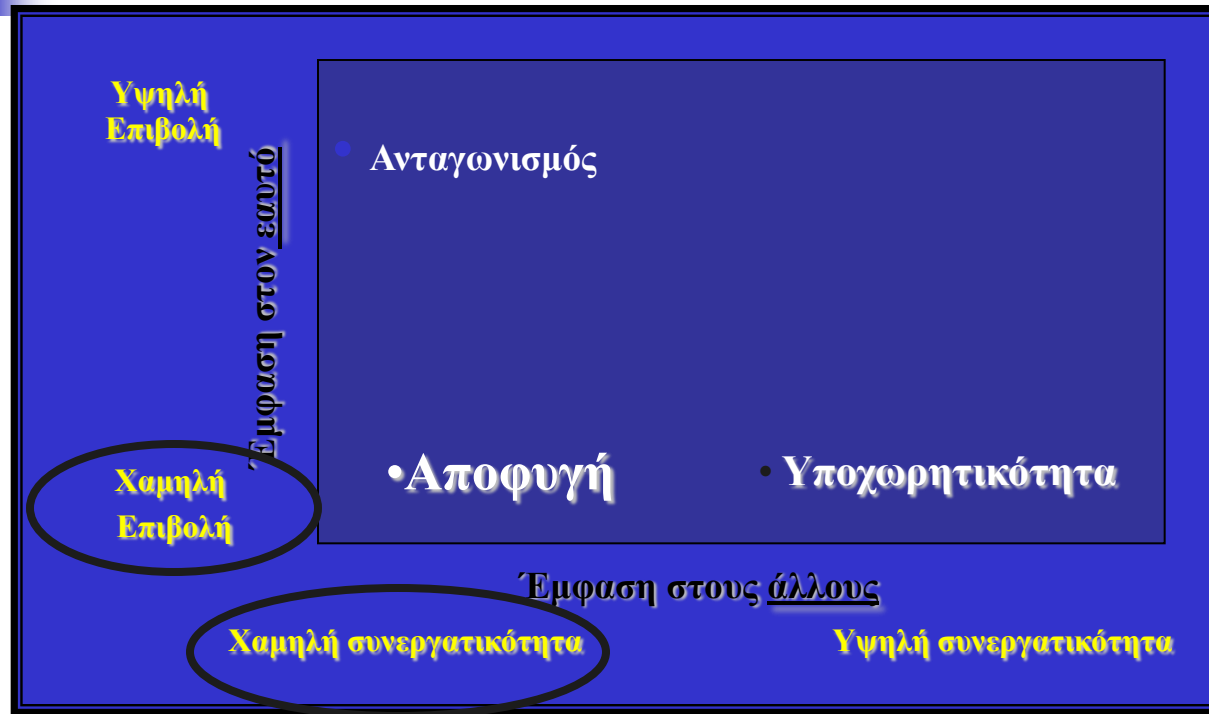 Υψηλή
Επιβολή
Έμφαση στον εαυτό
• Ανταγωνισμός
Χαμηλή
Επιβολή
•Αποφυγή
• Υποχωρητικότητα
Έμφαση στους άλλους
Χαμηλή συνεργατικότητα
Υψηλή συνεργατικότητα